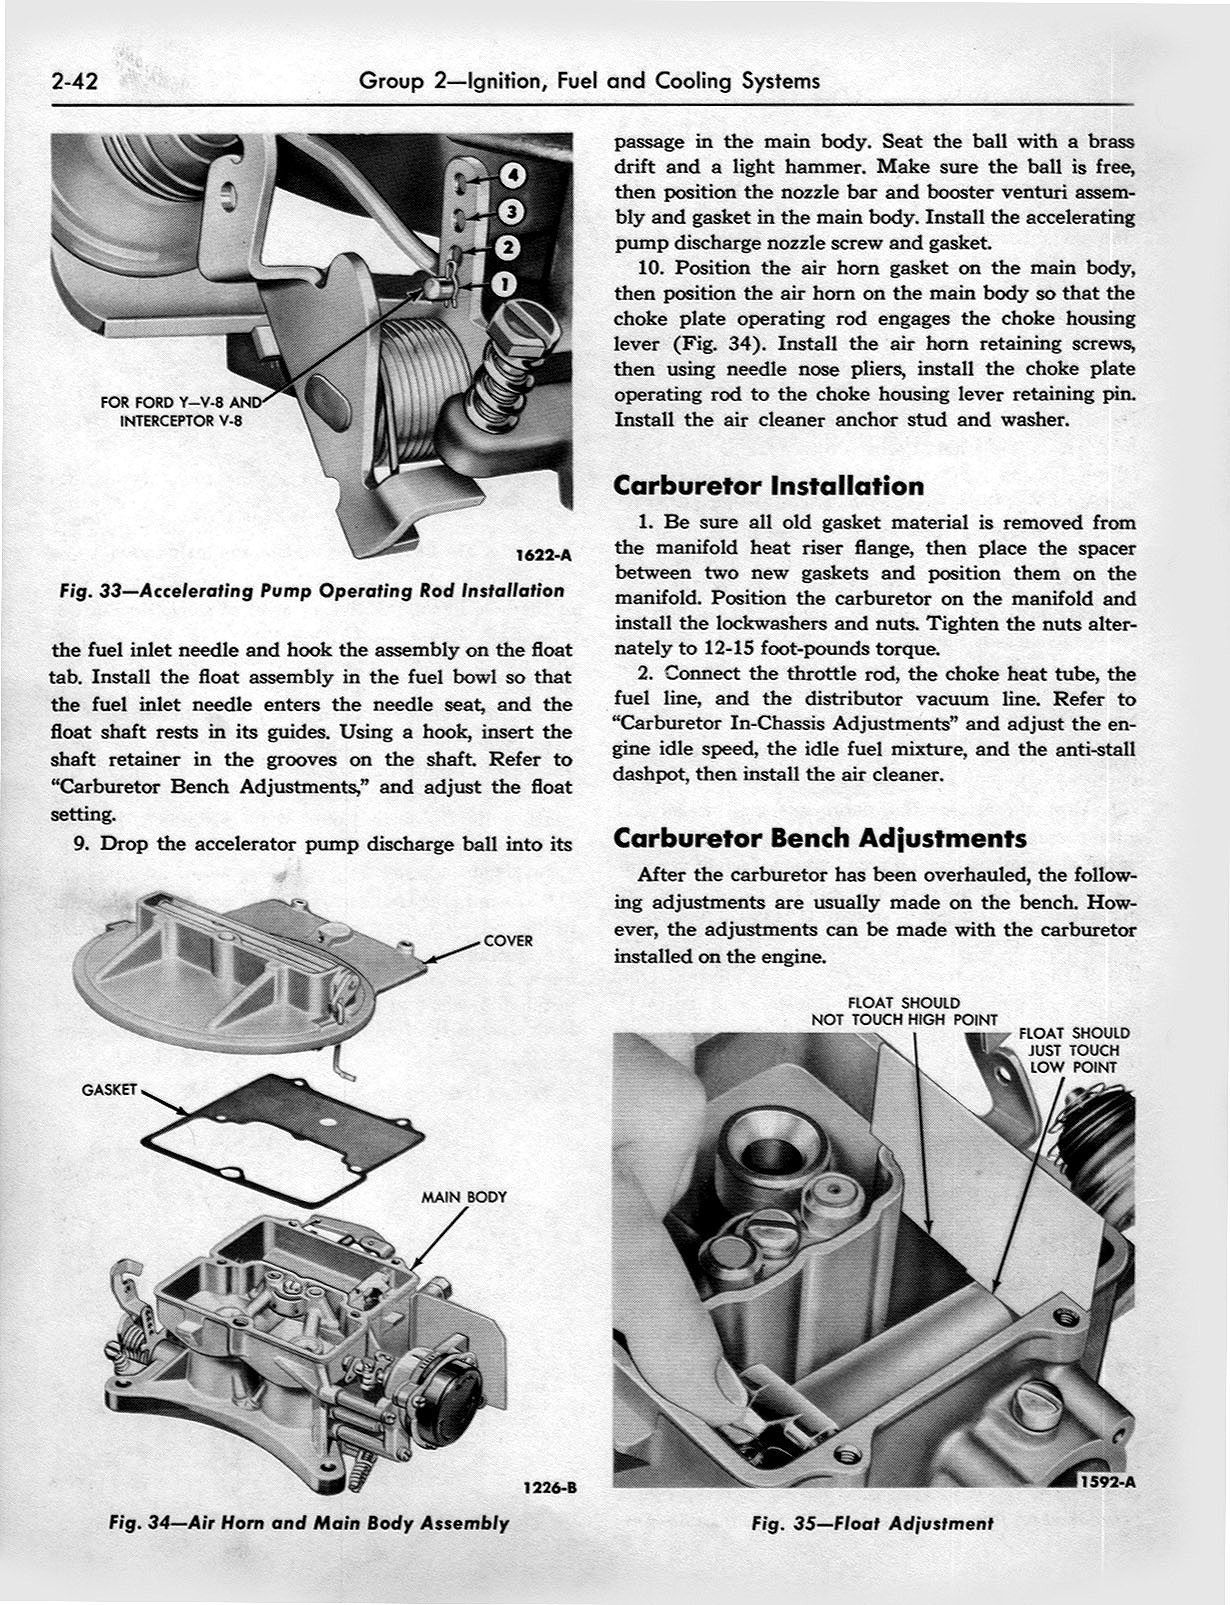 2-42
Group 2—Ignition, Fuel and Cooling Systems
4
3
2
1
FOR FORD Y—V-8 AND
INTERCEPTOR V-8
1622-A
Fig. 33—Accelerating Pump Operating Rod Installation
the fuel inlet needle and hook the assembly on the float
tab. Install the float assembly in the fuel bowl so that
the fuel inlet needle enters the needle seat, and the
float shaft rests in its guides. Using a hook, insert the
shaft retainer in the grooves on the shaft. Refer to
“Carburetor Bench Adjustments,” and adjust the float
setting.
9. Drop the accelerator pump discharge ball into its
COVER
GASKET
MAIN BODY
1226-B
Fig. 34—Air Horn and Main Body Assembly
passage in the main body. Seat the ball with a brass
drift and a light hammer. Make sure the ball is free,
then position the nozzle bar and booster venturi assem-
bly and gasket in the main body. Install the accelerating
pump discharge nozzle screw and gasket.
10. Position the air horn gasket on the main body,
then position the air horn on the main body so that the
choke plate operating rod engages the choke housing
lever (Fig. 34). Install the air horn retaining screws,
then using needle nose pliers, install the choke plate
operating rod to the choke housing lever retaining pin.
Install the air cleaner anchor stud and washer.
Carburetor Installation
1. Be sure all old gasket material is removed from
the manifold heat riser flange, then place the spacer
between two new gaskets and position them on the
manifold. Position the carburetor on the manifold and
install the lockwashers and nuts. Tighten the nuts alter-
nately to 12-15 foot-pounds torque.
2. Connect the throttle rod, the choke heat tube, the
fuel line, and the distributor vacuum line. Refer to
“Carburetor In-Chassis Adjustments” and adjust the en-
gine idle speed, the idle fuel mixture, and the anti-stall
dashpot, then install the air cleaner.
Carburetor Bench Adjustments
After the carburetor has been overhauled, the follow-
ing adjustments are usually made on the bench. How-
ever, the adjustments can be made with the carburetor
installed on the engine.
FLOAT SHOULD
NOT TOUCH HIGH POINT
FLOAT SHOULD
JUST TOUCH
LOW POINT
1592-A
Fig. 35—Float Adjustment